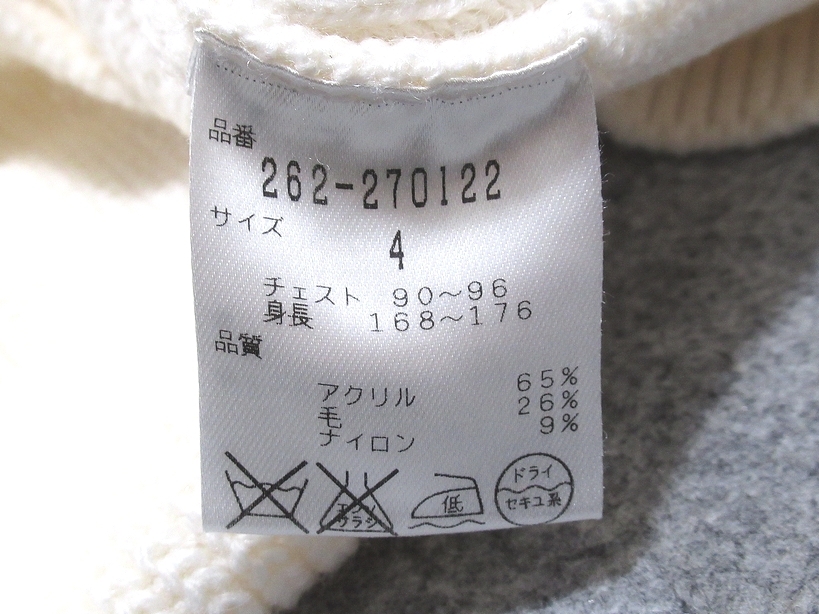 品番
262-270122
サイズ
4
チェスト 90～96
身長 168～176
品質
アクリル 65%
毛 26%
ナイロン 9%
エンソ
サラシ
低
ドライ
セキユ系